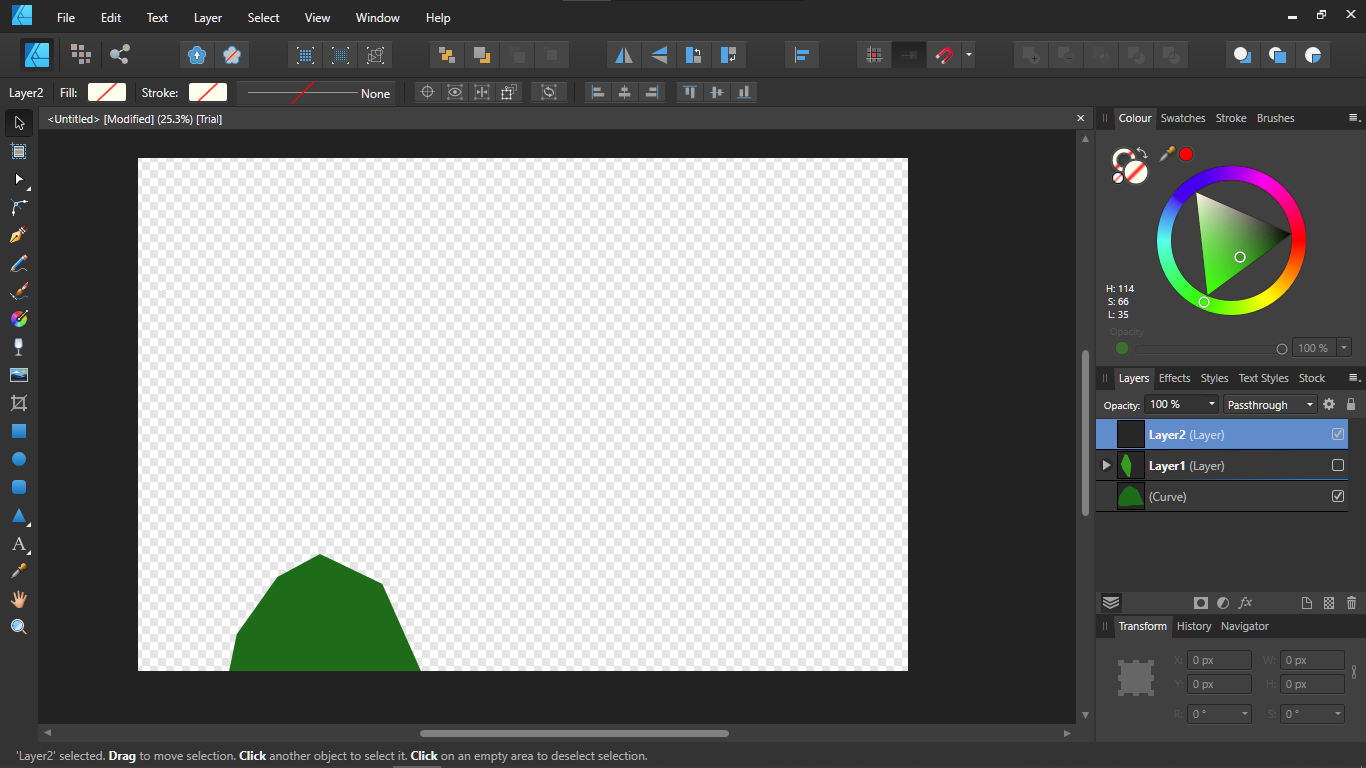 File Edit Text Layer Select View Window Help
Layer2 Fill: Stroke: None
<Untitled> [Modified] (25.3%) [Trial]
Colour Swatches Stroke Brushes
H: 114
S: 66
L: 35
Opacity
100 %
Layers Effects Styles Text Styles Stock
Opacity: 100 % Passthrough
Layer2 (Layer)
Layer1 (Layer)
(Curve)
fx
Transform History Navigator
X: 0 px W: 0 px
Y: 0 px H: 0 px
R: 0 ° S: 0 °
A
'Layer2' selected. Drag to move selection. Click another object to select it. Click on an empty area to deselect selection.